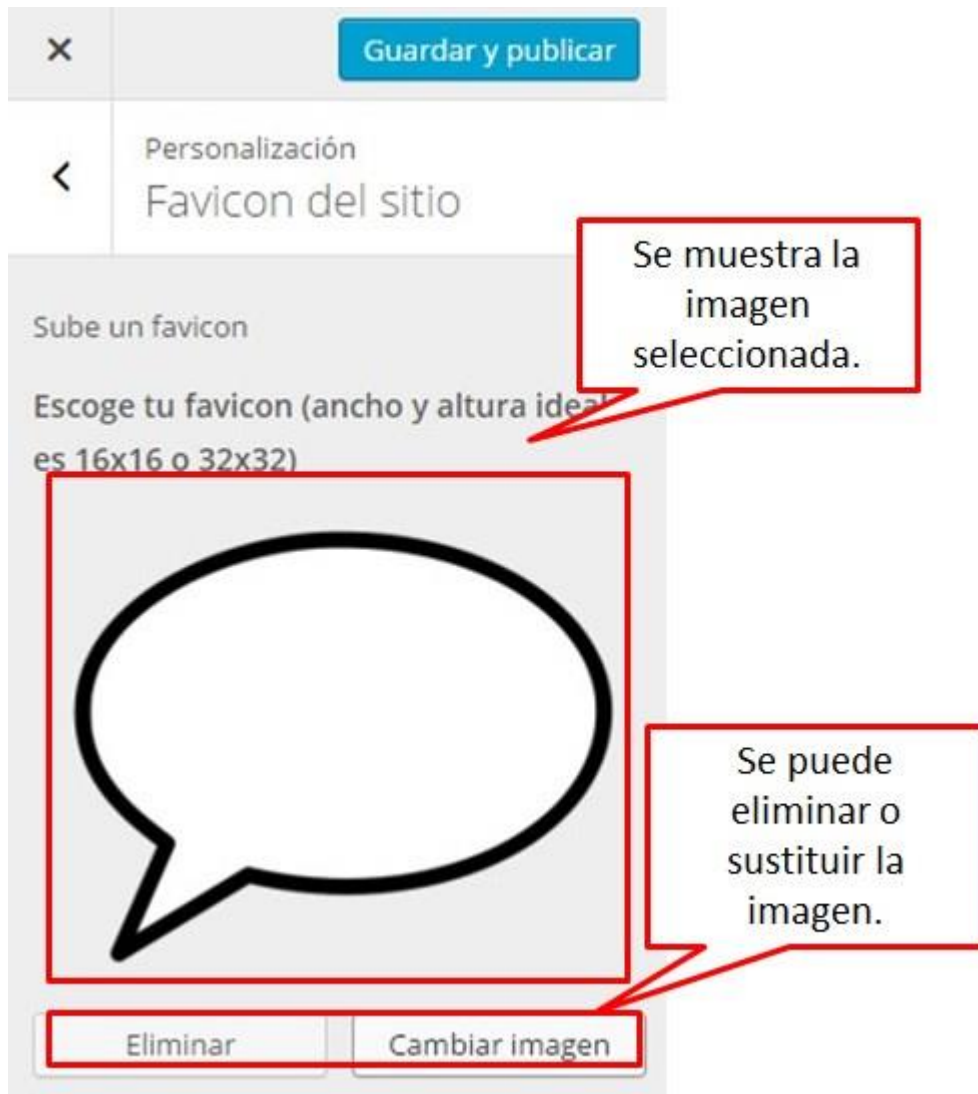 ×
Guardar y publicar
Personalización
Favicon del sitio
Se muestra la
imagen
seleccionada.
Sube un favicon
Escoge tu favicon (ancho y altura ideal
es 16x16 o 32x32)
Se puede
eliminar o
sustituir la
imagen.
Eliminar
Cambiar imagen